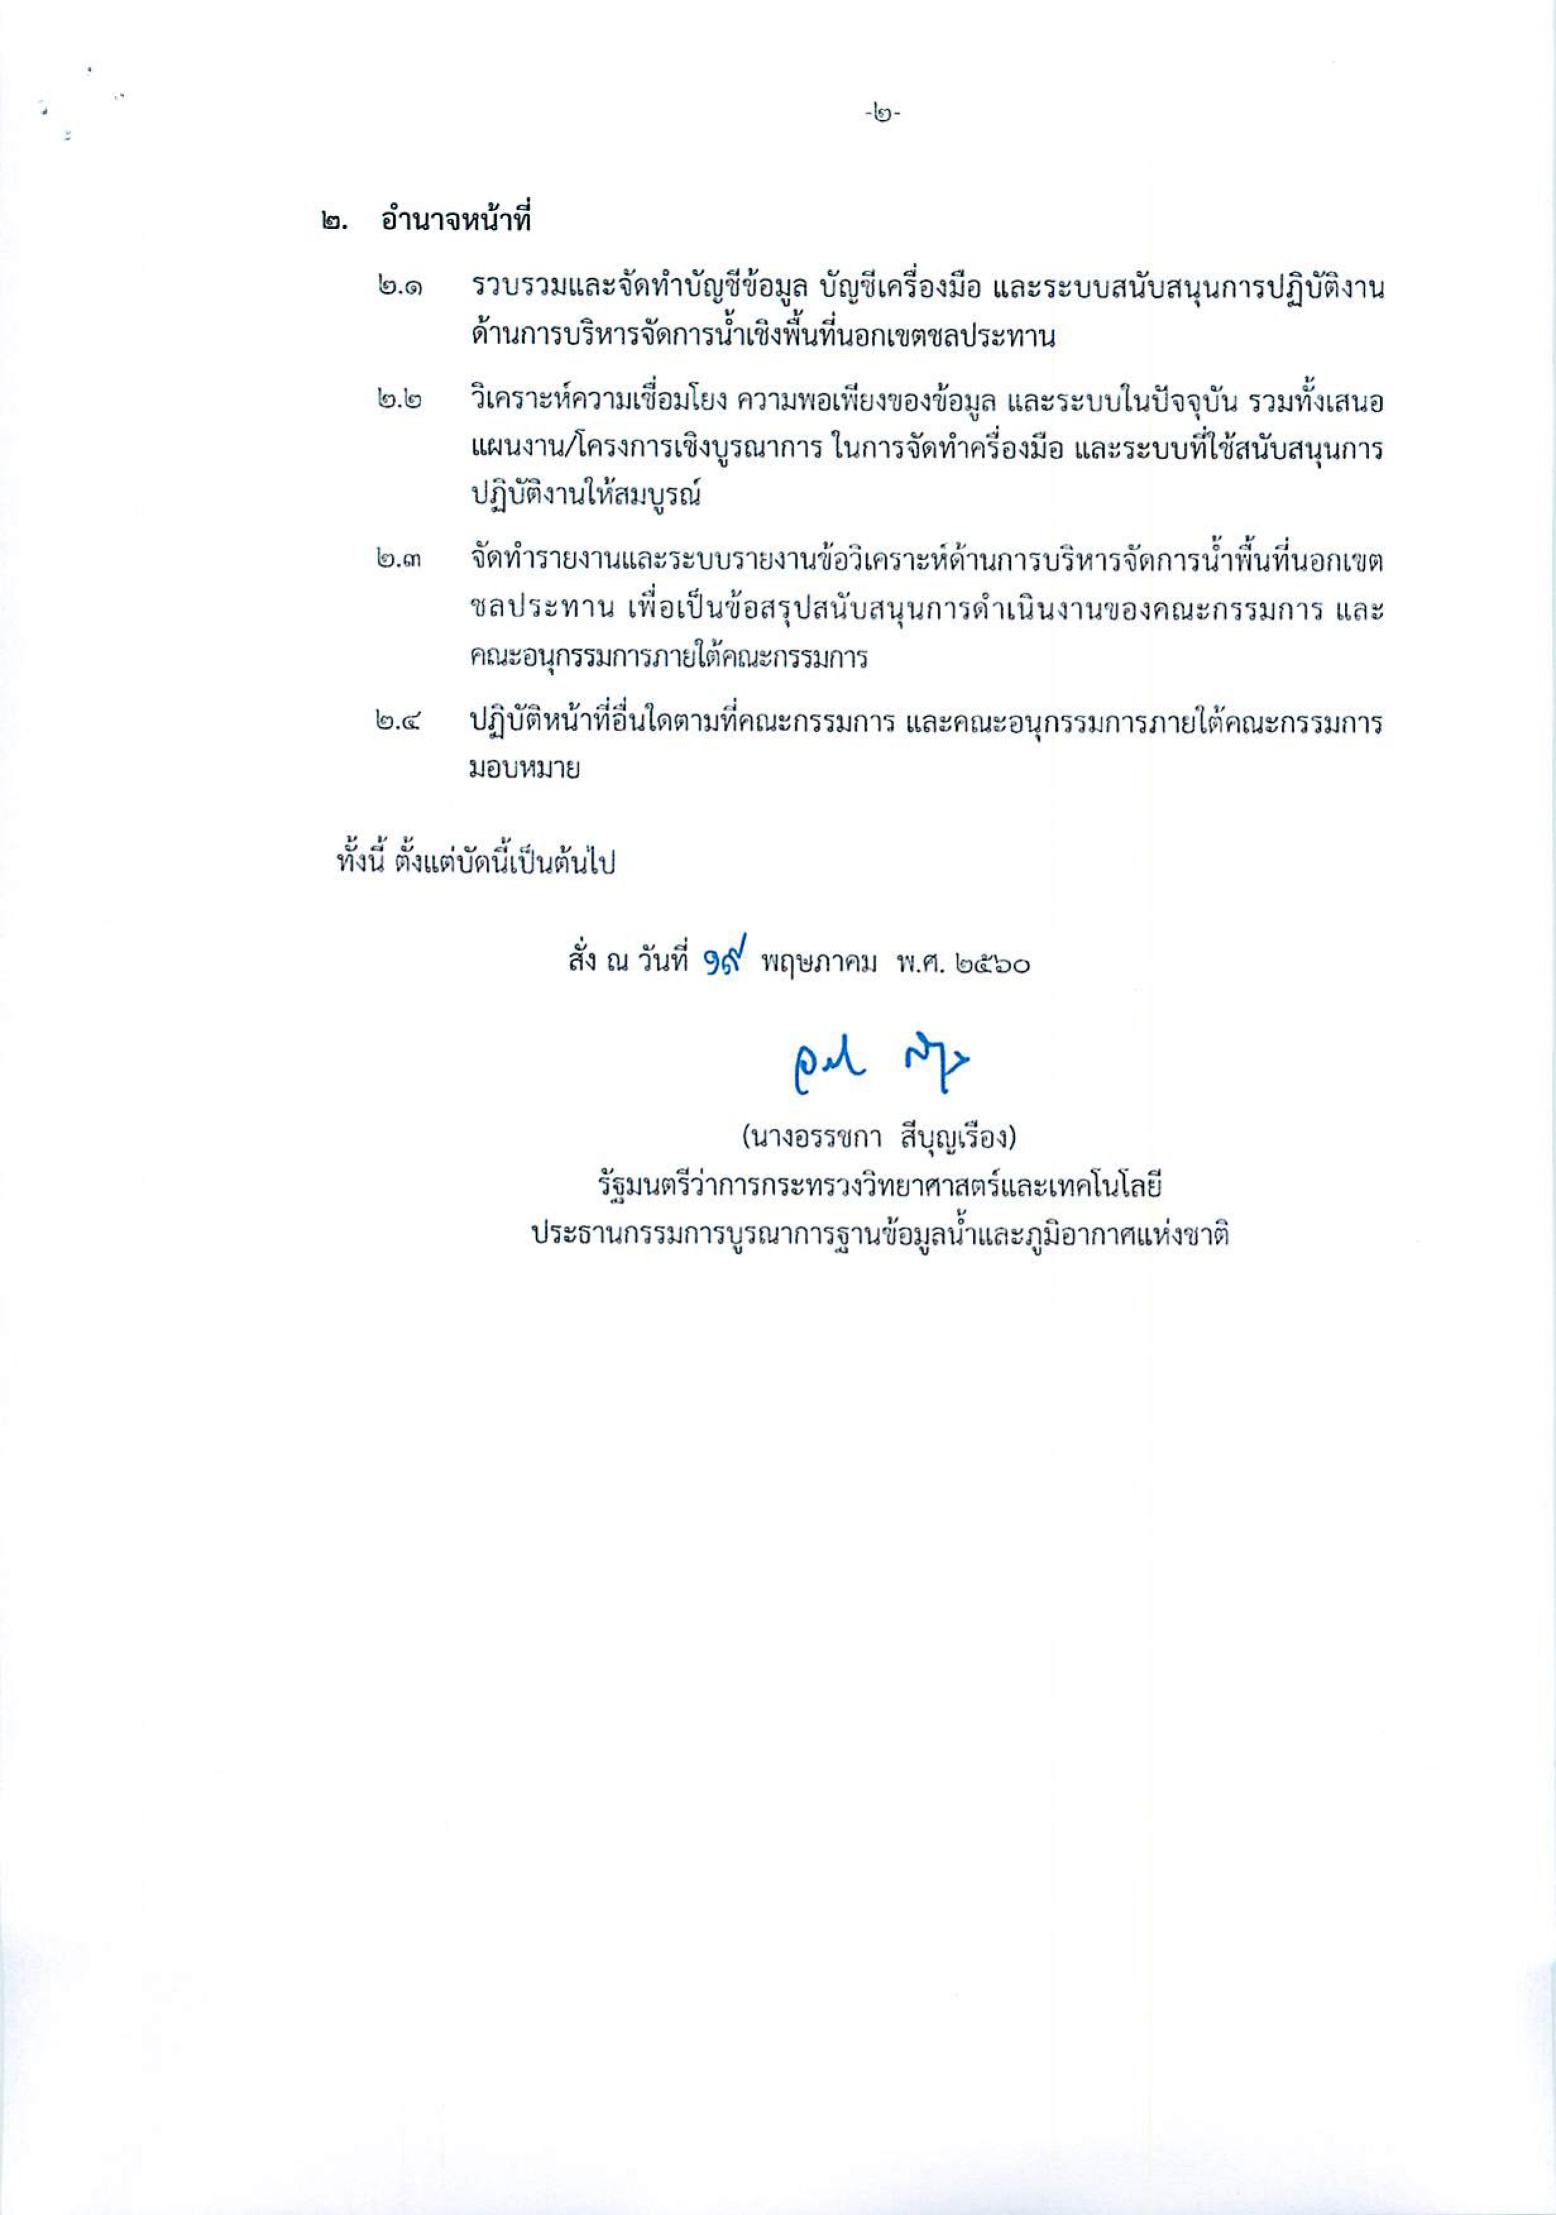 -๒-
๒. อำนาจหน้าที่
๒.๑ รวบรวมและจัดทำบัญชีข้อมูล บัญชีเครื่องมือ และระบบสนับสนุนการปฏิบัติงาน
ด้านการบริหารจัดการน้ำเชิงพื้นที่นอกเขตชลประทาน
๒.๒ วิเคราะห์ความเชื่อมโยง ความพอเพียงของข้อมูล และระบบในปัจจุบัน รวมทั้งเสนอ
แผนงาน/โครงการเชิงบูรณาการ ในการจัดทำครื่องมือ และระบบที่ใช้สนับสนุนการ
ปฏิบัติงานให้สมบูรณ์
๒.๓ จัดทำรายงานและระบบรายงานข้อวิเคราะห์ด้านการบริหารจัดการน้ำพื้นที่นอกเขต
ชลประทาน เพื่อเป็นข้อสรุปสนับสนุนการดำเนินงานของคณะกรรมการ และ
คณะอนุกรรมการภายใต้คณะกรรมการ
๒.๔ ปฏิบัติหน้าที่อื่นใดตามที่คณะกรรมการ และคณะอนุกรรมการภายใต้คณะกรรมการ
มอบหมาย
ทั้งนี้ ตั้งแต่บัดนี้เป็นต้นไป
สั่ง ณ วันที่ ๑๙ พฤษภาคม พ.ศ. ๒๕๖๐
(นางอรรชกา สีบุญเรือง)
รัฐมนตรีว่าการกระทรวงวิทยาศาสตร์และเทคโนโลยี
ประธานกรรมการบูรณาการฐานข้อมูลน้ำและภูมิอากาศแห่งชาติ